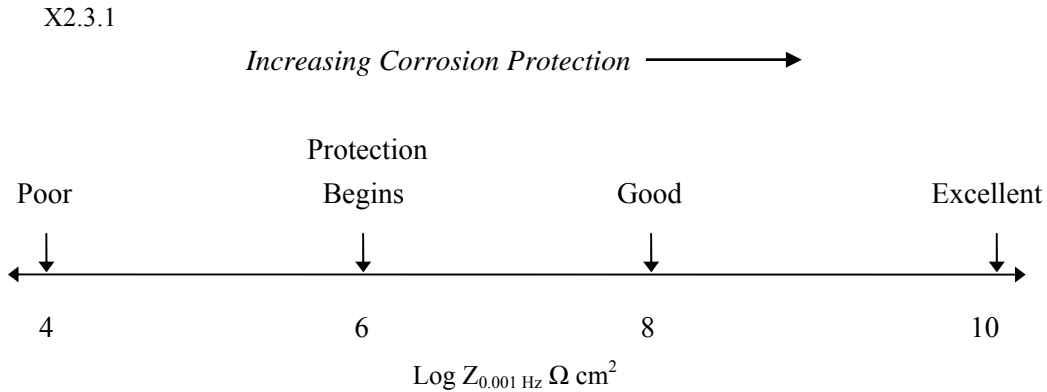 X2.3.1
Increasing Corrosion Protection
Protection
Poor Begins Good Excellent
4 6 8 10
Log Z0.001 Hz Ω cm2